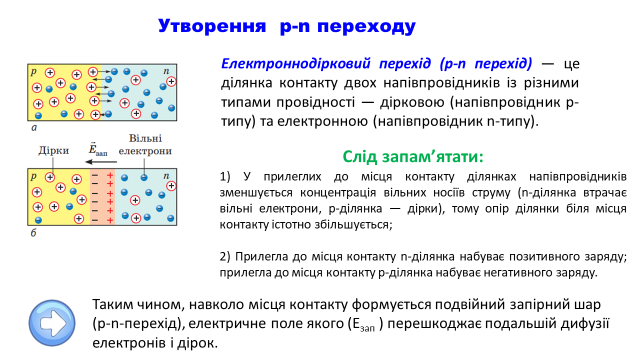 Утворення p-n переходу
Електроннодірковий перехід (p-n перехід) — це
ділянка контакту двох напівпровідників із різними
типами провідності — дірковою (напівпровідник p-
типу) та електронною (напівпровідник n-типу).
p
n
а
Дірки
E⃗зап
Вільні
електрони
p
n
б
Слід запам’ятати:
1) У прилеглих до місця контакту ділянках напівпровідників
зменшується концентрація вільних носіїв струму (n-ділянка втрачає
вільні електрони, p-ділянка — дірки), тому опір ділянки біля місця
контакту істотно збільшується;
2) Прилегла до місця контакту n-ділянка набуває позитивного заряду;
прилегла до місця контакту p-ділянка набуває негативного заряду.
Таким чином, навколо місця контакту формується подвійний запірний шар
(p-n-перехід), електричне поле якого (Eзап ) перешкоджає подальшій дифузії
електронів і дірок.